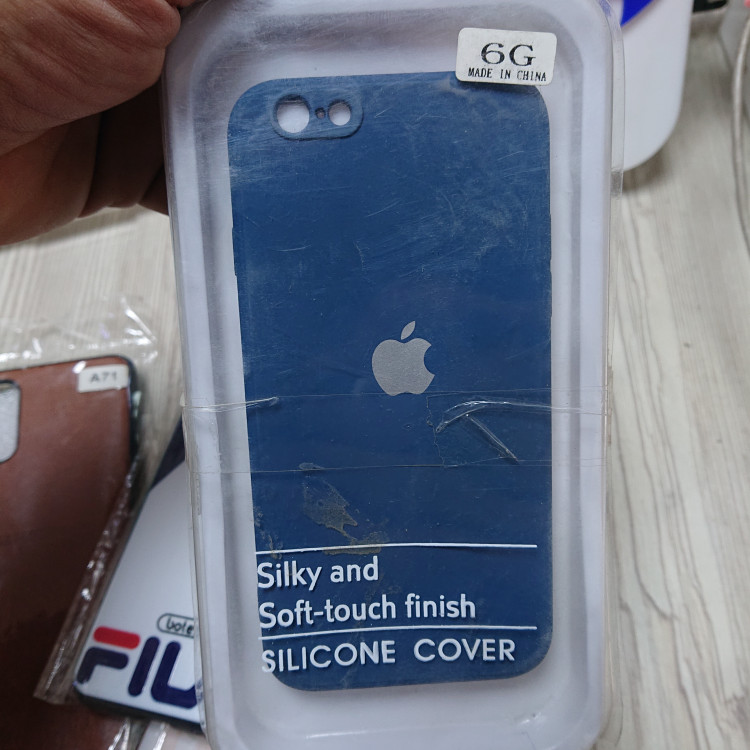 6G
MADE IN CHINA
A71
Silky and
Soft-touch finish
SILICONE COVER